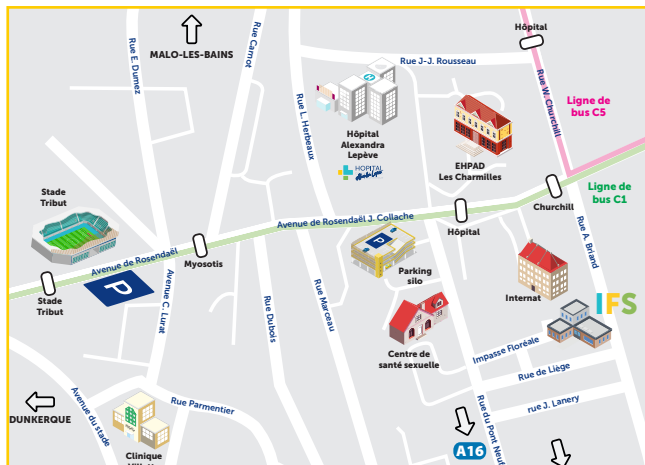 Hôpital
MALO-LES-BAINS
Rue E. Dumez
Rue Carnot
Rue J-J. Rousseau
Rue W. Churchill
Rue L. Herbeaux
Ligne de
bus C5
Hôpital
Alexandra
Lepève
HOPITAL
EHPAD
Les Charmilles
Ligne de
bus C1
Stade
Tribut
Churchill
Avenue de Rosendaël J. Collache
Hôpital
Rue A. Briand
Avenue de Rosendaël
Myosotis
P
Parking
silo
Stade
Tribut
P
Avenue C. Lurat
Rue Dubois
Rue Marceau
Internat
IFS
Centre de
santé sexuelle
Impasse Floréale
Rue de Liège
rue J. Lanery
DUNKERQUE
Avenue du stade
Rue Parmentier
Rue du Pont Neuf
A16
Clinique